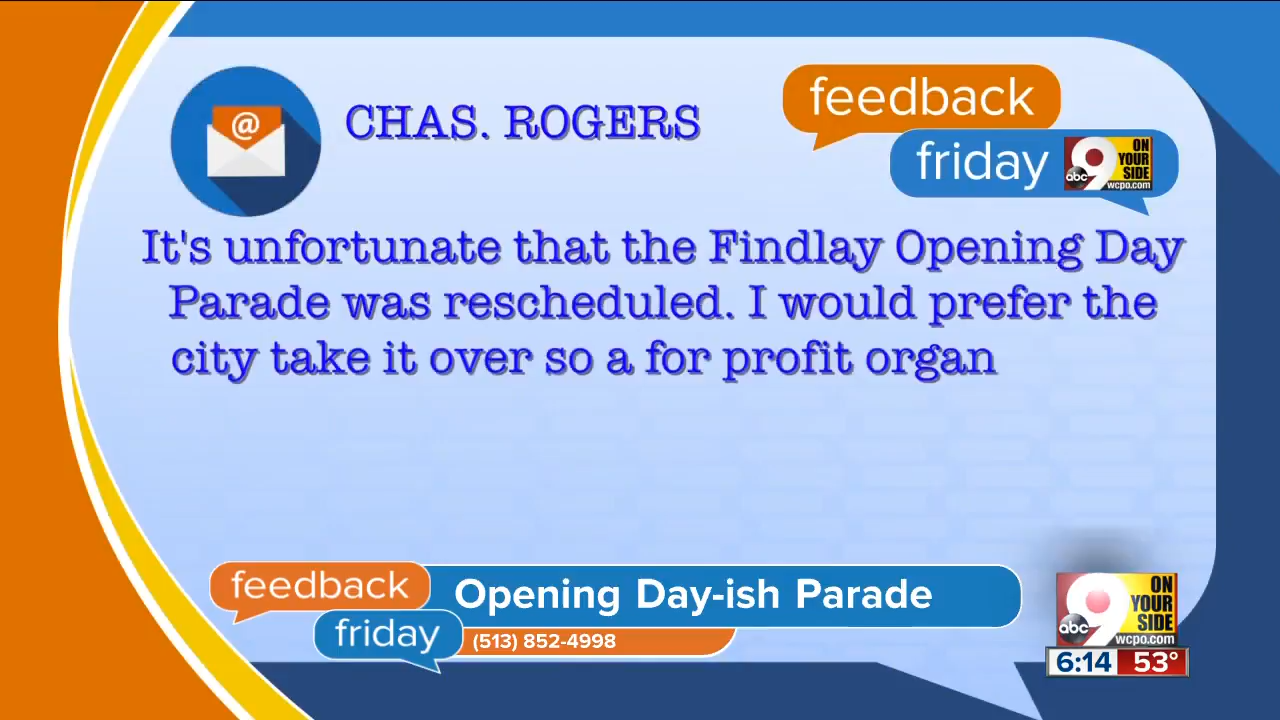 @
CHAS. ROGERS
feedback
friday
abc 9 ON YOUR SIDE wcpo.com
It's unfortunate that the Findlay Opening Day
Parade was rescheduled. I would prefer the
city take it over so a for profit organ
feedback
friday
Opening Day-ish Parade
(513) 852-4998
abc 9 ON YOUR SIDE wcpo.com
6:14 53°